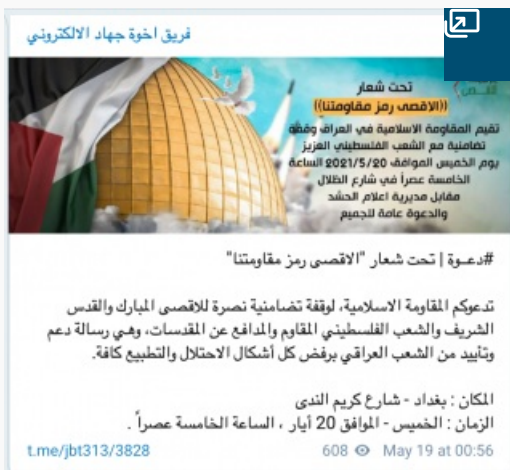 فريق اخوة جهاد الالكتروني
تحت شعار
((الاقصى رمز مقاومتنا))
تقيم المقاومة الاسلامية في العراق وقفة
تضامنية مع الشعب الفلسطيني العزيز
يوم الخميس الموافق 2021/5/20 الساعة
الخامسة عصراً في شارع الظلال
مقابل مديرية اعلام الحشد
والدعوة عامة للجميع
#دعـوة | تحت شعار "الاقصى رمز مقاومتنا"
تدعوكم المقاومة الاسلامية، لوقفة تضامنية نصرة للاقصى المبارك والقدس
الشريف والشعب الفلسطيني المقاوم والمدافع عن المقدسات، وهي رسالة دعم
وتأييد من الشعب العراقي برفض كل أشكال الاحتلال والتطبيع كافة.
المكان : بغداد - شارع كريم الندى
الزمان : الخميس - الموافق 20 أيار ، الساعة الخامسة عصراً .
t.me/jbt313/3828
608
May 19 at 00:56